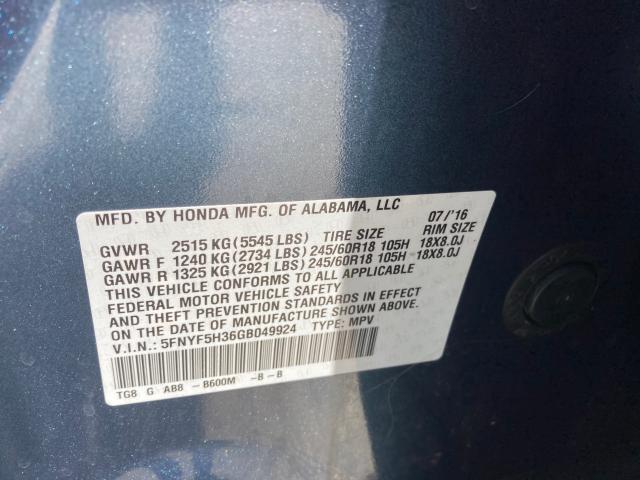 MFD. BY HONDA MFG. OF ALABAMA, LLC 07/'16
GVWR 2515 KG (5545 LBS) TIRE SIZE RIM SIZE
GAWR F 1240 KG (2734 LBS) 245/60R18 105H 18X8.0J
GAWR R 1325 KG (2921 LBS) 245/60R18 105H 18X8.0J
THIS VEHICLE CONFORMS TO ALL APPLICABLE
FEDERAL MOTOR VEHICLE SAFETY
AND THEFT PREVENTION STANDARDS IN EFFECT
ON THE DATE OF MANUFACTURE SHOWN ABOVE.
V.I.N.: 5FNYF5H36GB049924 TYPE: MPV
TG8 G AB8 - B600M -B-B